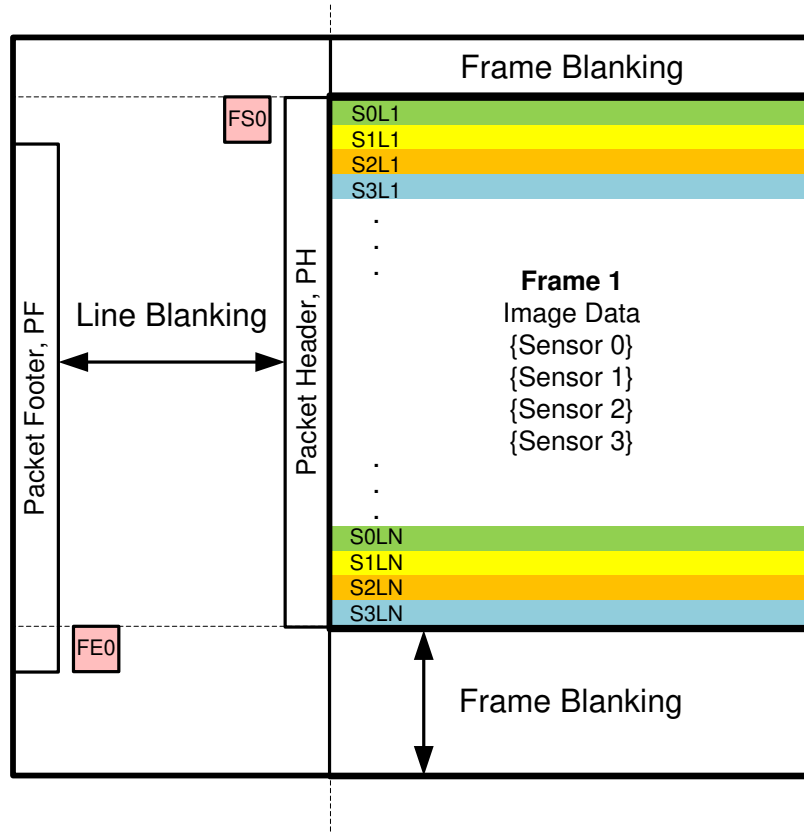 Frame Blanking
FS0
S0L1
S1L1
S2L1
S3L1
.
.
.
Packet Footer, PF
Line Blanking
Packet Header, PH
Frame 1
Image Data
{Sensor 0}
{Sensor 1}
{Sensor 2}
{Sensor 3}
.
.
.
S0LN
S1LN
S2LN
S3LN
FE0
Frame Blanking